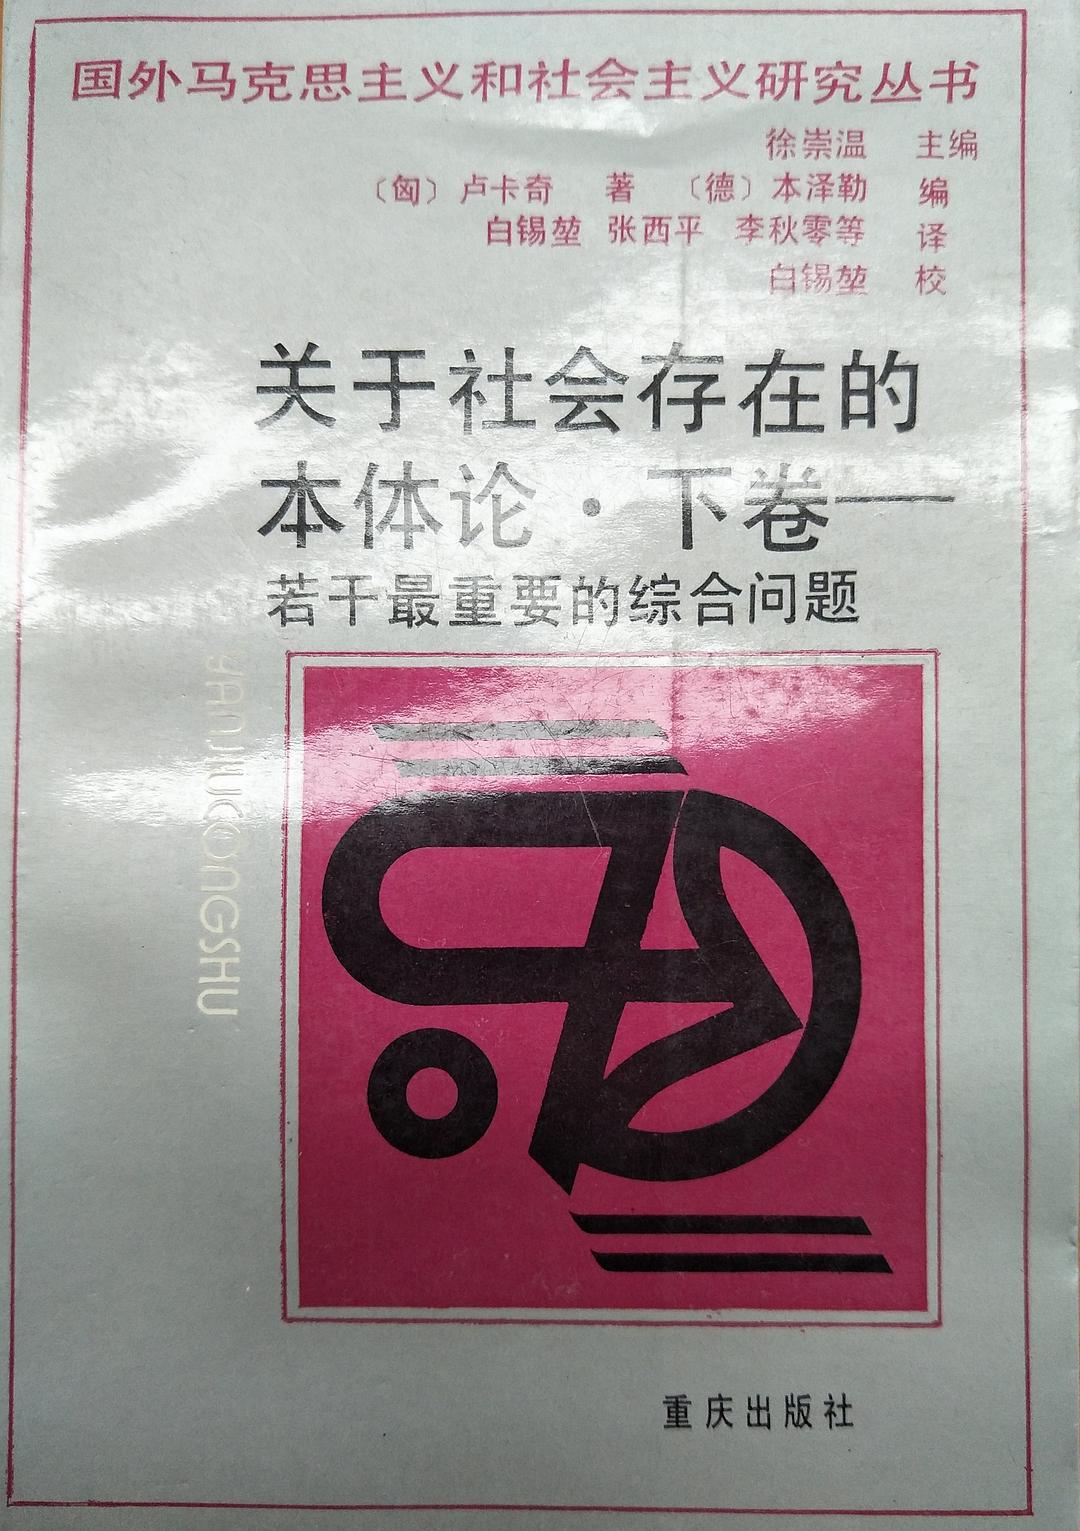 国外马克思主义和社会主义研究丛书
徐崇温 主编
〔匈〕卢卡奇 著 〔德〕本泽勒 编
白锡堃 张西平 李秋零等 译
白锡堃 校
关于社会存在的
本体论·下卷——
若干最重要的综合问题
YANJIUCONGSHU
重庆出版社